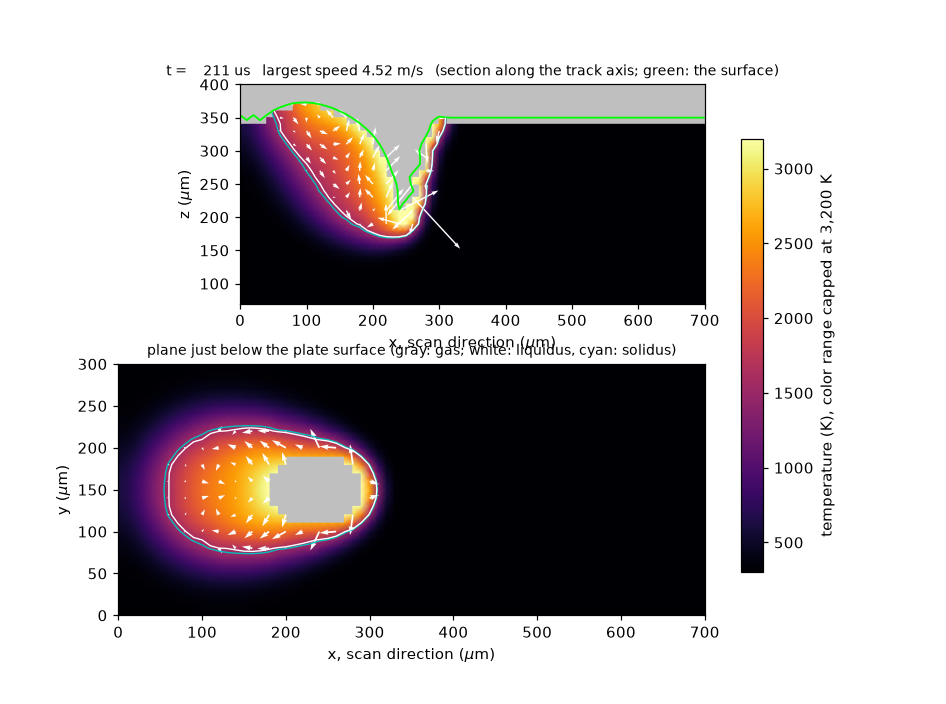 t =    211 us   largest speed 4.52 m/s   (section along the track axis; green: the surface)
400
350
300
250
200
150
100
z (μm)
0 100 200 300 400 500 600 700
x, scan direction (μm)
plane just below the plate surface (gray: gas; white: liquidus, cyan: solidus)
300
250
200
150
100
50
0
y (μm)
0 100 200 300 400 500 600 700
x, scan direction (μm)
3000
2500
2000
1500
1000
500
temperature (K), color range capped at 3,200 K